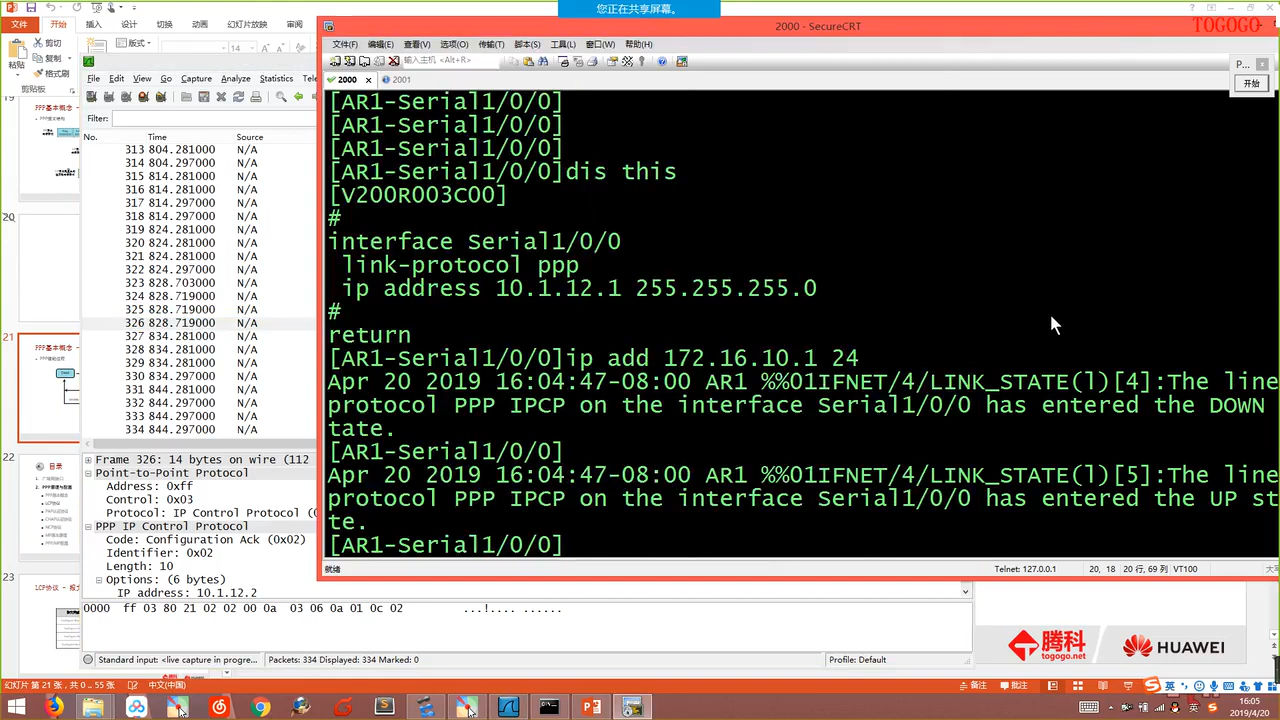 您正在共享屏幕。
2000 - SecureCRT
TOGOGO
文件 开始 插入 设计 切换 动画 幻灯片放映 审阅
文件(F) 编辑(E) 查看(V) 选项(O) 传输(T) 脚本(S) 工具(L) 窗口(W) 帮助(H)
剪切
复制
格式刷
粘贴
剪贴板
版式
输入主机 <Alt+R>
P...
开始
2000 2001
File Edit View Go Capture Analyze Statistics
Filter:
No. Time Source
313 804.281000 N/A
314 804.297000 N/A
315 814.281000 N/A
316 814.281000 N/A
317 814.297000 N/A
318 814.297000 N/A
319 824.281000 N/A
320 824.281000 N/A
321 824.281000 N/A
322 824.297000 N/A
323 828.703000 N/A
324 828.719000 N/A
325 828.719000 N/A
326 828.719000 N/A
327 834.281000 N/A
328 834.281000 N/A
329 834.281000 N/A
330 834.297000 N/A
331 844.281000 N/A
332 844.281000 N/A
333 844.297000 N/A
334 844.297000 N/A
[AR1-Serial1/0/0]
[AR1-Serial1/0/0]
[AR1-Serial1/0/0]
[AR1-Serial1/0/0]dis this
[V200R003C00]
#
interface Serial1/0/0
link-protocol ppp
ip address 10.1.12.1 255.255.255.0
#
return
[AR1-Serial1/0/0]ip add 172.16.10.1 24
Apr 20 2019 16:04:47-08:00 AR1 %%01IFNET/4/LINK_STATE(l)[4]:The line
protocol PPP IPCP on the interface Serial1/0/0 has entered the DOWN
tate.
[AR1-Serial1/0/0]
Apr 20 2019 16:04:47-08:00 AR1 %%01IFNET/4/LINK_STATE(l)[5]:The line
protocol PPP IPCP on the interface Serial1/0/0 has entered the UP st
te.
[AR1-Serial1/0/0]
就绪
Telnet: 127.0.0.1 20, 18 20 行, 69 列 VT100
Frame 326: 14 bytes on wire (112
Point-to-Point Protocol
Address: 0xff
Control: 0x03
Protocol: IP Control Protocol (
PPP IP Control Protocol
Code: Configuration Ack (0x02)
Identifier: 0x02
Length: 10
Options: (6 bytes)
IP address: 10.1.12.2
0000 ff 03 80 21 02 02 00 0a 03 06 0a 01 0c 02 ...!.... ......
Standard input: <live capture in progre... Packets: 334 Displayed: 334 Marked: 0 Profile: Default
20
21
22
目录
23
腾科
togogo.net
HUAWEI
幻灯片 第 21 张，共 0 .. 55 张 中文(中国)
备注 批注
英
16:05
2019/4/20